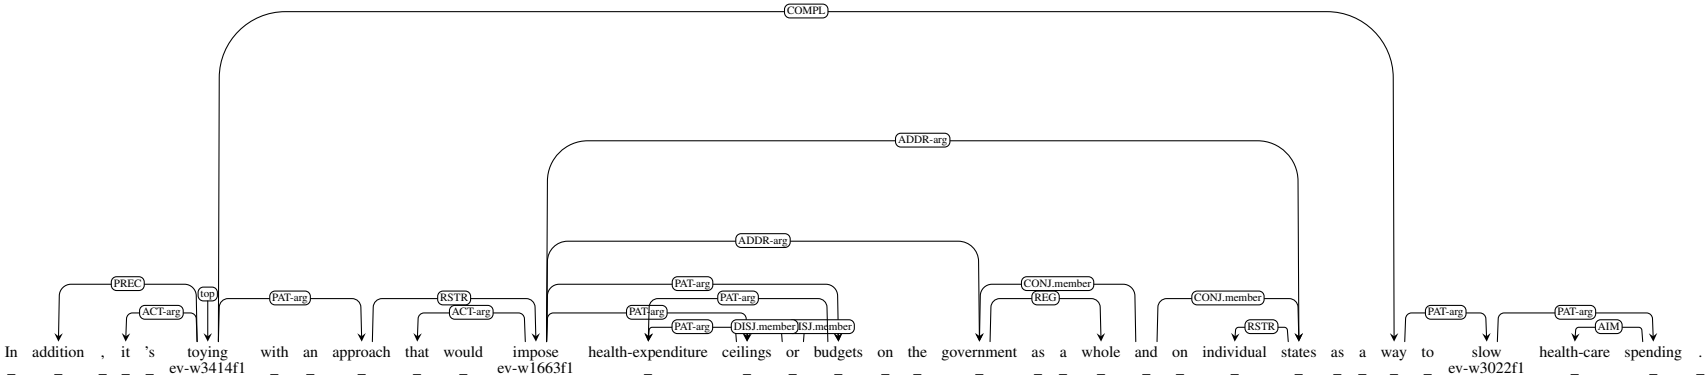 COMPL
ADDR-arg
ADDR-arg
PREC top PAT-arg CONJ.member
PAT-arg RSTR PAT-arg REG CONJ.member
ACT-arg ACT-arg PAT-arg PAT-arg PAT-arg
PAT-arg DISJ.member ISJ.member RSTR AIM
In addition , it 's toying with an approach that would impose health-expenditure ceilings or budgets on the government as a whole and on individual states as a way to slow health-care spending .
_ _ _ _ _ ev-w3414f1 _ _ _ _ _ ev-w1663f1 _ _ _ _ _ _ _ _ _ _ _ _ _ _ _ _ _ _ ev-w3022f1 _ _ _